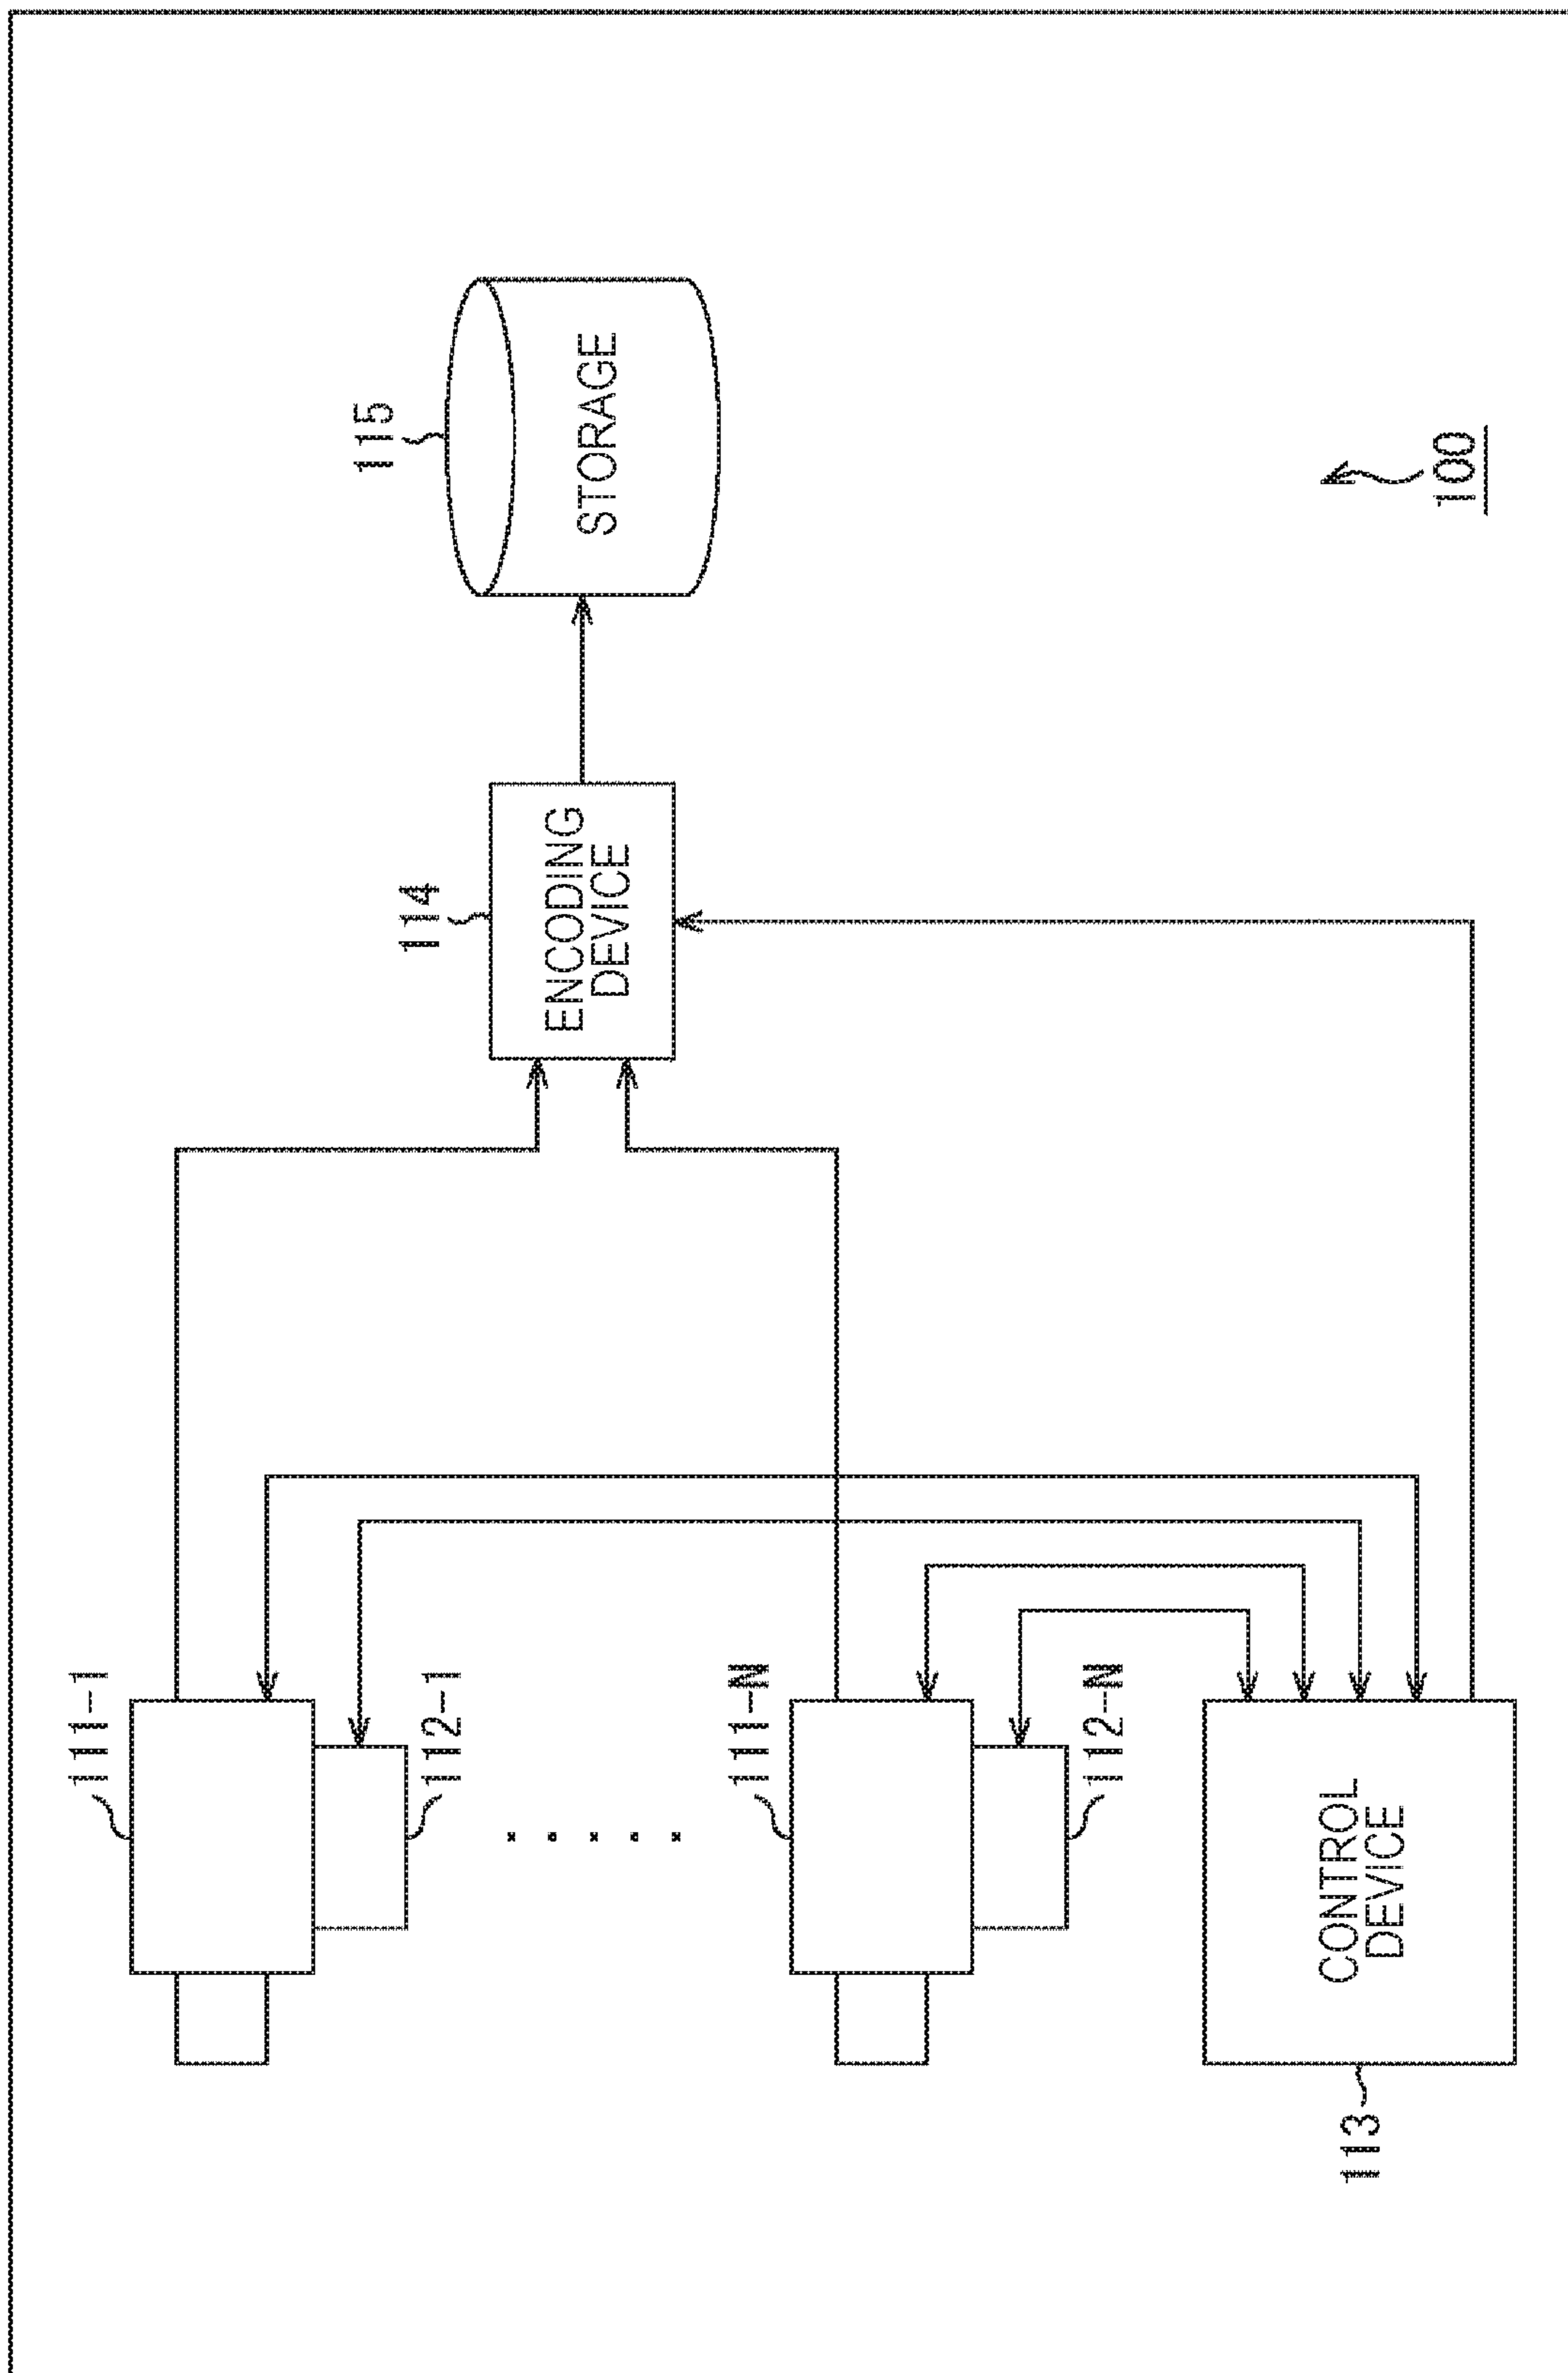 111-1
112-1
111-N
112-N
113
CONTROL
DEVICE
114
ENCODING
DEVICE
115
STORAGE
100